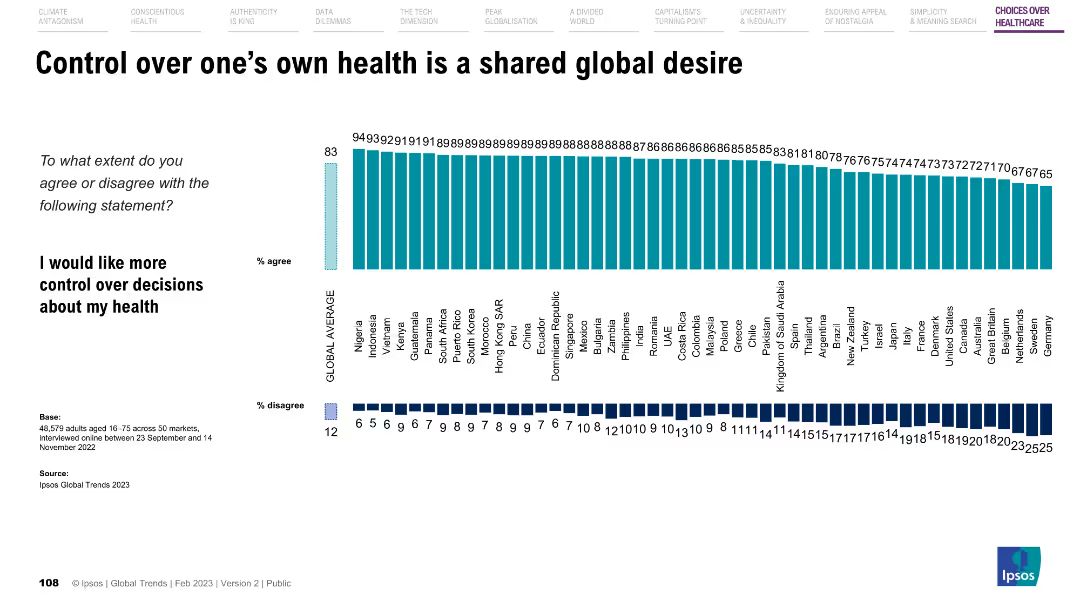 CLIMATE
ANTAGONISM
CONSCIENTIOUS
HEALTH
AUTHENTICITY
IS KING
DATA
DILEMMAS
THE TECH
DIMENSION
PEAK
GLOBALISATION
A DIVIDED
WORLD
CAPITALISM'S
TURNING POINT
UNCERTAINTY
& INEQUALITY
ENDURING APPEAL
OF NOSTALGIA
SIMPLICITY
& MEANING SEARCH
CHOICES OVER
HEALTHCARE
Control over one's own health is a shared global desire
To what extent do you
agree or disagree with the
following statement?
I would like more
control over decisions
about my health
% agree
83
94 93 92 91 91 91 89 89 89 89 89 89 89 89 89 88 88 88 88 88 87 86 86 86 86 86 86 85 85 85 83 81 81 80 78 76 76 75 74 74 74 73 73 72 72 71 70 67 67 65
GLOBAL AVERAGE
Nigeria
Indonesia
Vietnam
Kenya
Guatemala
Panama
South Africa
Puerto Rico
South Korea
Morocco
Hong Kong SAR
Peru
China
Ecuador
Dominican Republic
Singapore
Mexico
Bulgaria
Zambia
Philippines
India
Romania
UAE
Costa Rica
Colombia
Malaysia
Poland
Greece
Chile
Pakistan
Kingdom of Saudi Arabia
Spain
Thailand
Argentina
Brazil
New Zealand
Turkey
Israel
Japan
Italy
France
Denmark
United States
Canada
Australia
Great Britain
Belgium
Netherlands
Sweden
Germany
% disagree
12
6 5 6 9 6 7 9 8 9 7 8 9 9 7 6 7 10 8 12 10 10 9 10 13 10 9 8 11 11 14 11 14 15 15 17 17 17 16 14 19 18 15 18 19 20 18 20 23 25 25
Base:
48,579 adults aged 16-75 across 50 markets,
interviewed online between 23 September and 14
November 2022
Source:
Ipsos Global Trends 2023
108 © Ipsos | Global Trends | Feb 2023 | Version 2 | Public
Ipsos